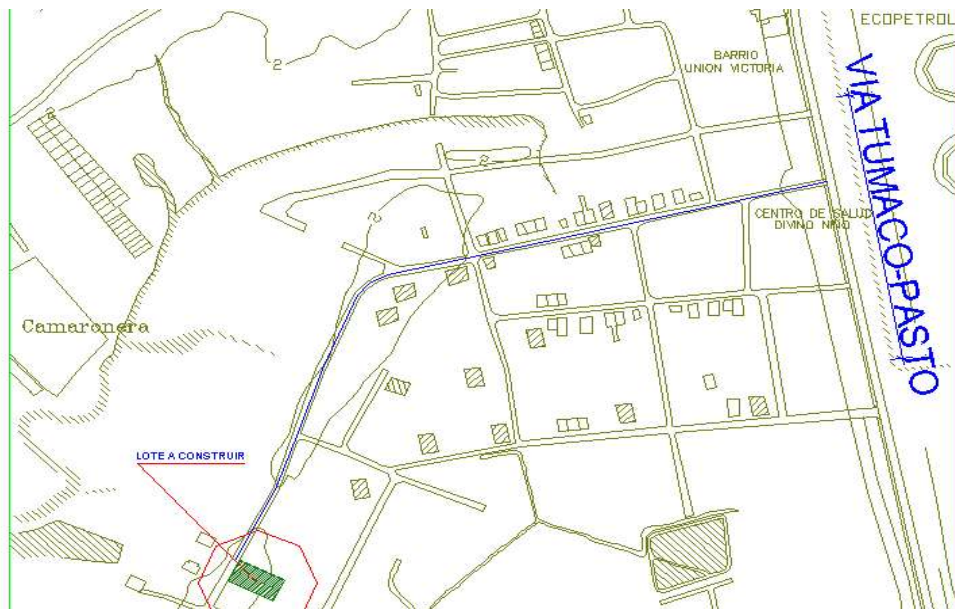 ECOPETROL
BARRIO
UNION VICTORIA
2
VIA TUMACO-PASTO
2
CENTRO DE SALUD
DIVINO NIÑO
Camaronera
LOTE A CONSTRUIR